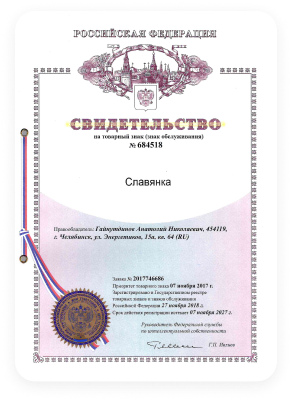 РОССИЙСКАЯ ФЕДЕРАЦИЯ
СВИДЕТЕЛЬСТВО
на товарный знак (знак обслуживания)
№ 684518
Славянка
Правообладатель: Гайнутдинов Анатолий Николаевич, 454119,
г. Челябинск, ул. Энергетиков, 15а, кв. 64 (RU)
Заявка № 2017746686
Приоритет товарного знака 07 ноября 2017 г.
Зарегистрировано в Государственном реестре
товарных знаков и знаков обслуживания
Российской Федерации 27 ноября 2018 г.
Срок действия регистрации истекает 07 ноября 2027 г.
Руководитель Федеральной службы
по интеллектуальной собственности
Г.П. Ивлиев